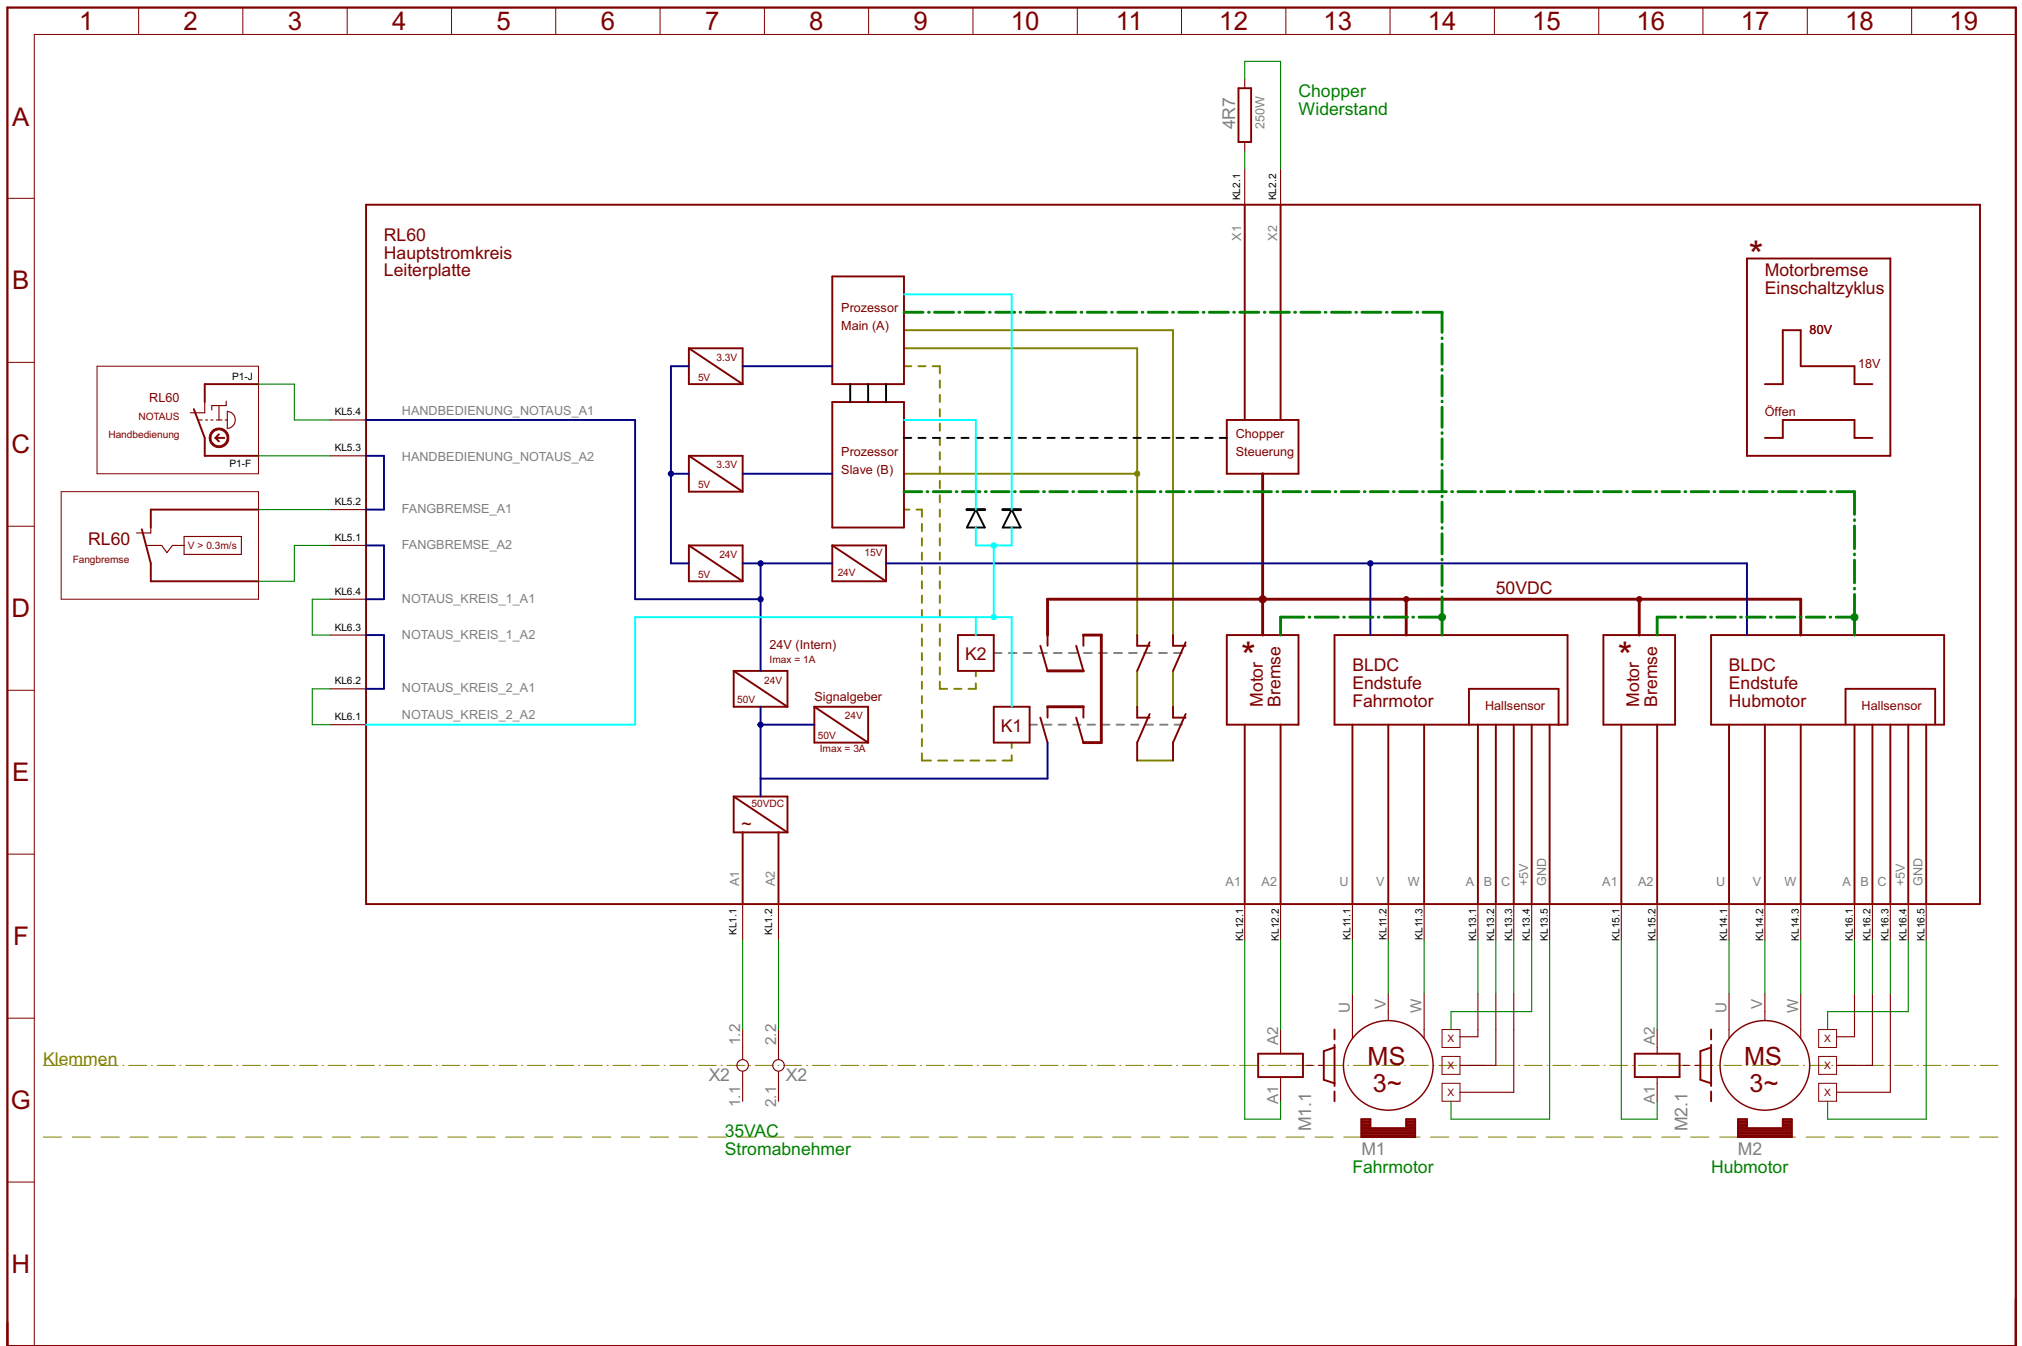 1 2 3 4 5 6 7 8 9 10 11 12 13 14 15 16 17 18 19
A
B
C
D
E
F
G
H
4R7
250W
Chopper
Widerstand
KL2.1
KL2.2
X1
X2
RL60
Hauptstromkreis
Leiterplatte
*
Motorbremse
Einschaltzyklus
80V
18V
Öffen
Prozessor
Main (A)
Prozessor
Slave (B)
3.3V
5V
3.3V
5V
24V
5V
15V
24V
Chopper
Steuerung
P1-J
RL60
NOTAUS
Handbedienung
P1-F
RL60
Fangbremse
V > 0.3m/s
KL5.4
HANDBEDIENUNG_NOTAUS_A1
KL5.3
HANDBEDIENUNG_NOTAUS_A2
KL5.2
FANGBREMSE_A1
KL5.1
FANGBREMSE_A2
KL6.4
NOTAUS_KREIS_1_A1
KL6.3
NOTAUS_KREIS_1_A2
KL6.2
NOTAUS_KREIS_2_A1
KL6.1
NOTAUS_KREIS_2_A2
24V (Intern)
Imax = 1A
24V
50V
Signalgeber
24V
50V
Imax = 3A
50VDC
~
K2
K1
50VDC
*
Motor
Bremse
BLDC
Endstufe
Fahrmotor
Hallsensor
*
Motor
Bremse
BLDC
Endstufe
Hubmotor
Hallsensor
A1 A2
A1 A2 U V W A B C +5V GND
A1 A2 U V W A B C +5V GND
KL1.1 KL1.2
KL12.1 KL12.2 KL11.1 KL11.2 KL11.3 KL13.1 KL13.2 KL13.3 KL13.4 KL13.5
KL15.1 KL15.2 KL14.1 KL14.2 KL14.3 KL16.1 KL16.2 KL16.3 KL16.4 KL16.5
Klemmen
1.2 2.2
X2 X2
1.1 2.1
35VAC
Stromabnehmer
A2
A1
M1.1
U V W
MS
3~
x
x
x
M1
Fahrmotor
A2
A1
M2.1
U V W
MS
3~
x
x
x
M2
Hubmotor